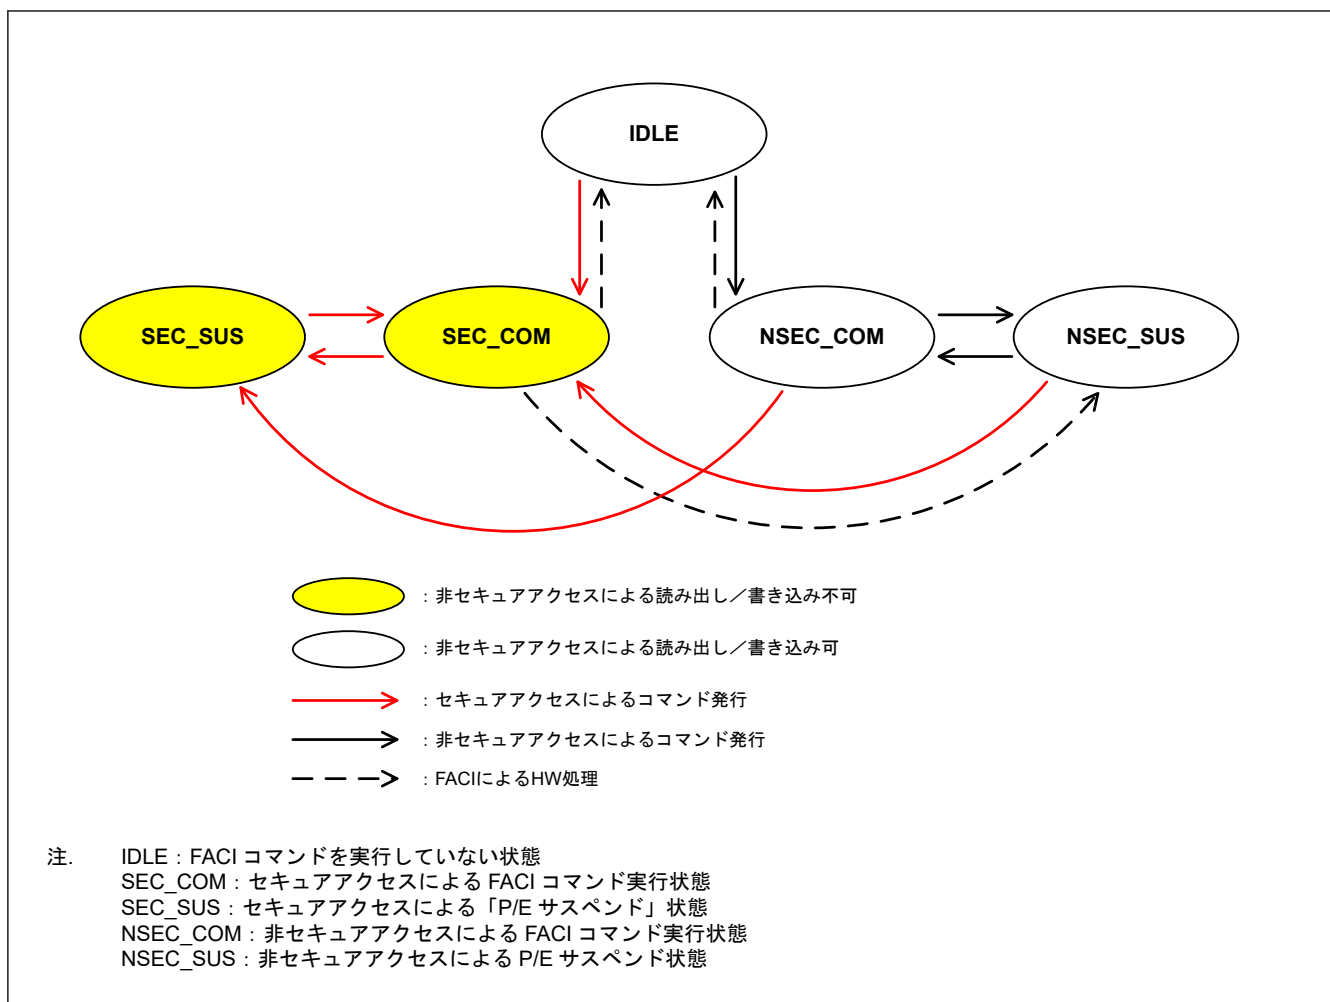 IDLE
SEC_SUS
SEC_COM
NSEC_COM
NSEC_SUS
：非セキュアアクセスによる読み出し／書き込み不可
：非セキュアアクセスによる読み出し／書き込み可
：セキュアアクセスによるコマンド発行
：非セキュアアクセスによるコマンド発行
：FACIによるHW処理
注. IDLE：FACI コマンドを実行していない状態
SEC_COM：セキュアアクセスによる FACI コマンド実行状態
SEC_SUS：セキュアアクセスによる「P/E サスペンド」状態
NSEC_COM：非セキュアアクセスによる FACI コマンド実行状態
NSEC_SUS：非セキュアアクセスによる P/E サスペンド状態